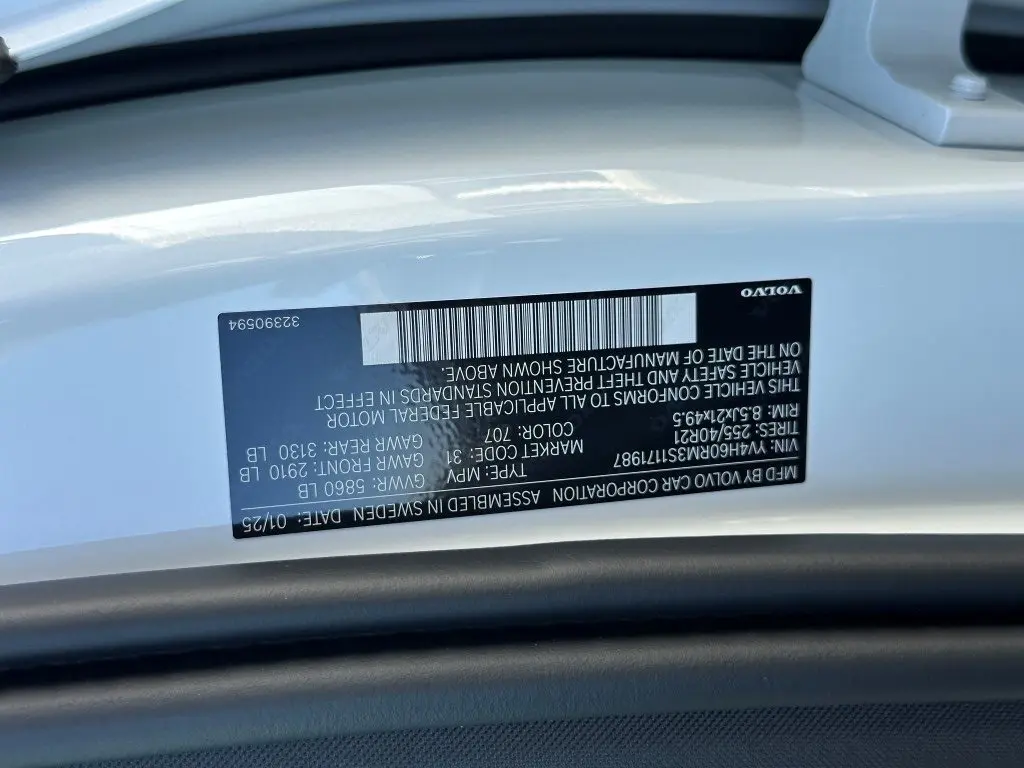 MFD BY VOLVO CAR CORPORATION ASSEMBLED IN SWEDEN DATE: 01/25
VIN: YV4H60RM3S1171987 TYPE: MPV GVWR: 5860 LB
TIRES: 255/40R21 MARKET CODE: 31 GAWR FRONT: 2910 LB
RIM: 8.5Jx21x49.5 COLOR: 707 GAWR REAR: 3130 LB
THIS VEHICLE CONFORMS TO ALL APPLICABLE FEDERAL MOTOR
VEHICLE SAFETY AND THEFT PREVENTION STANDARDS IN EFFECT
ON THE DATE OF MANUFACTURE SHOWN ABOVE.
VOLVO 32390594